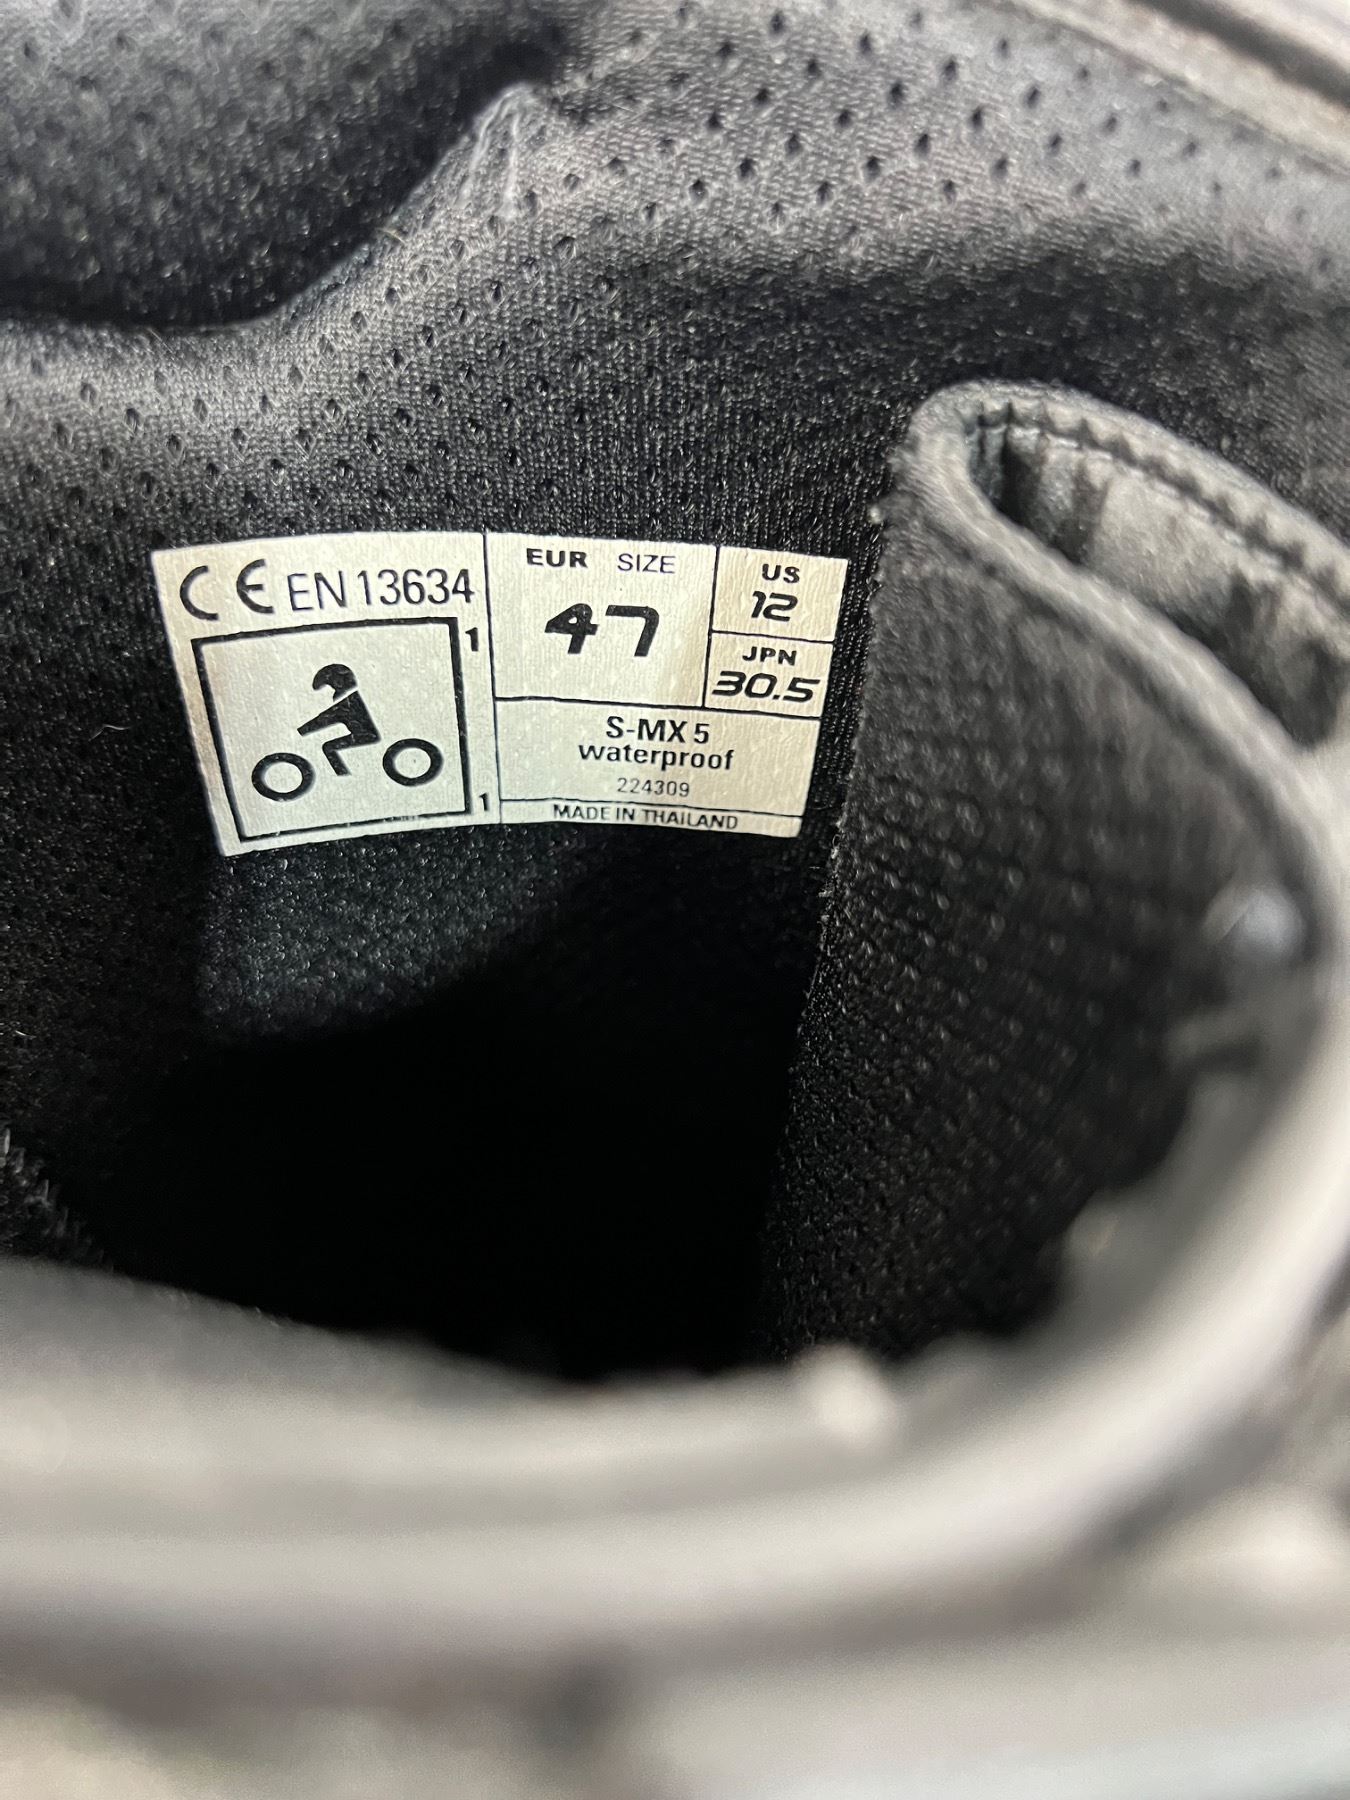 CE EN 13634
1
1
EUR SIZE
47
US
12
JPN
30.5
S-MX 5
waterproof
224309
MADE IN THAILAND